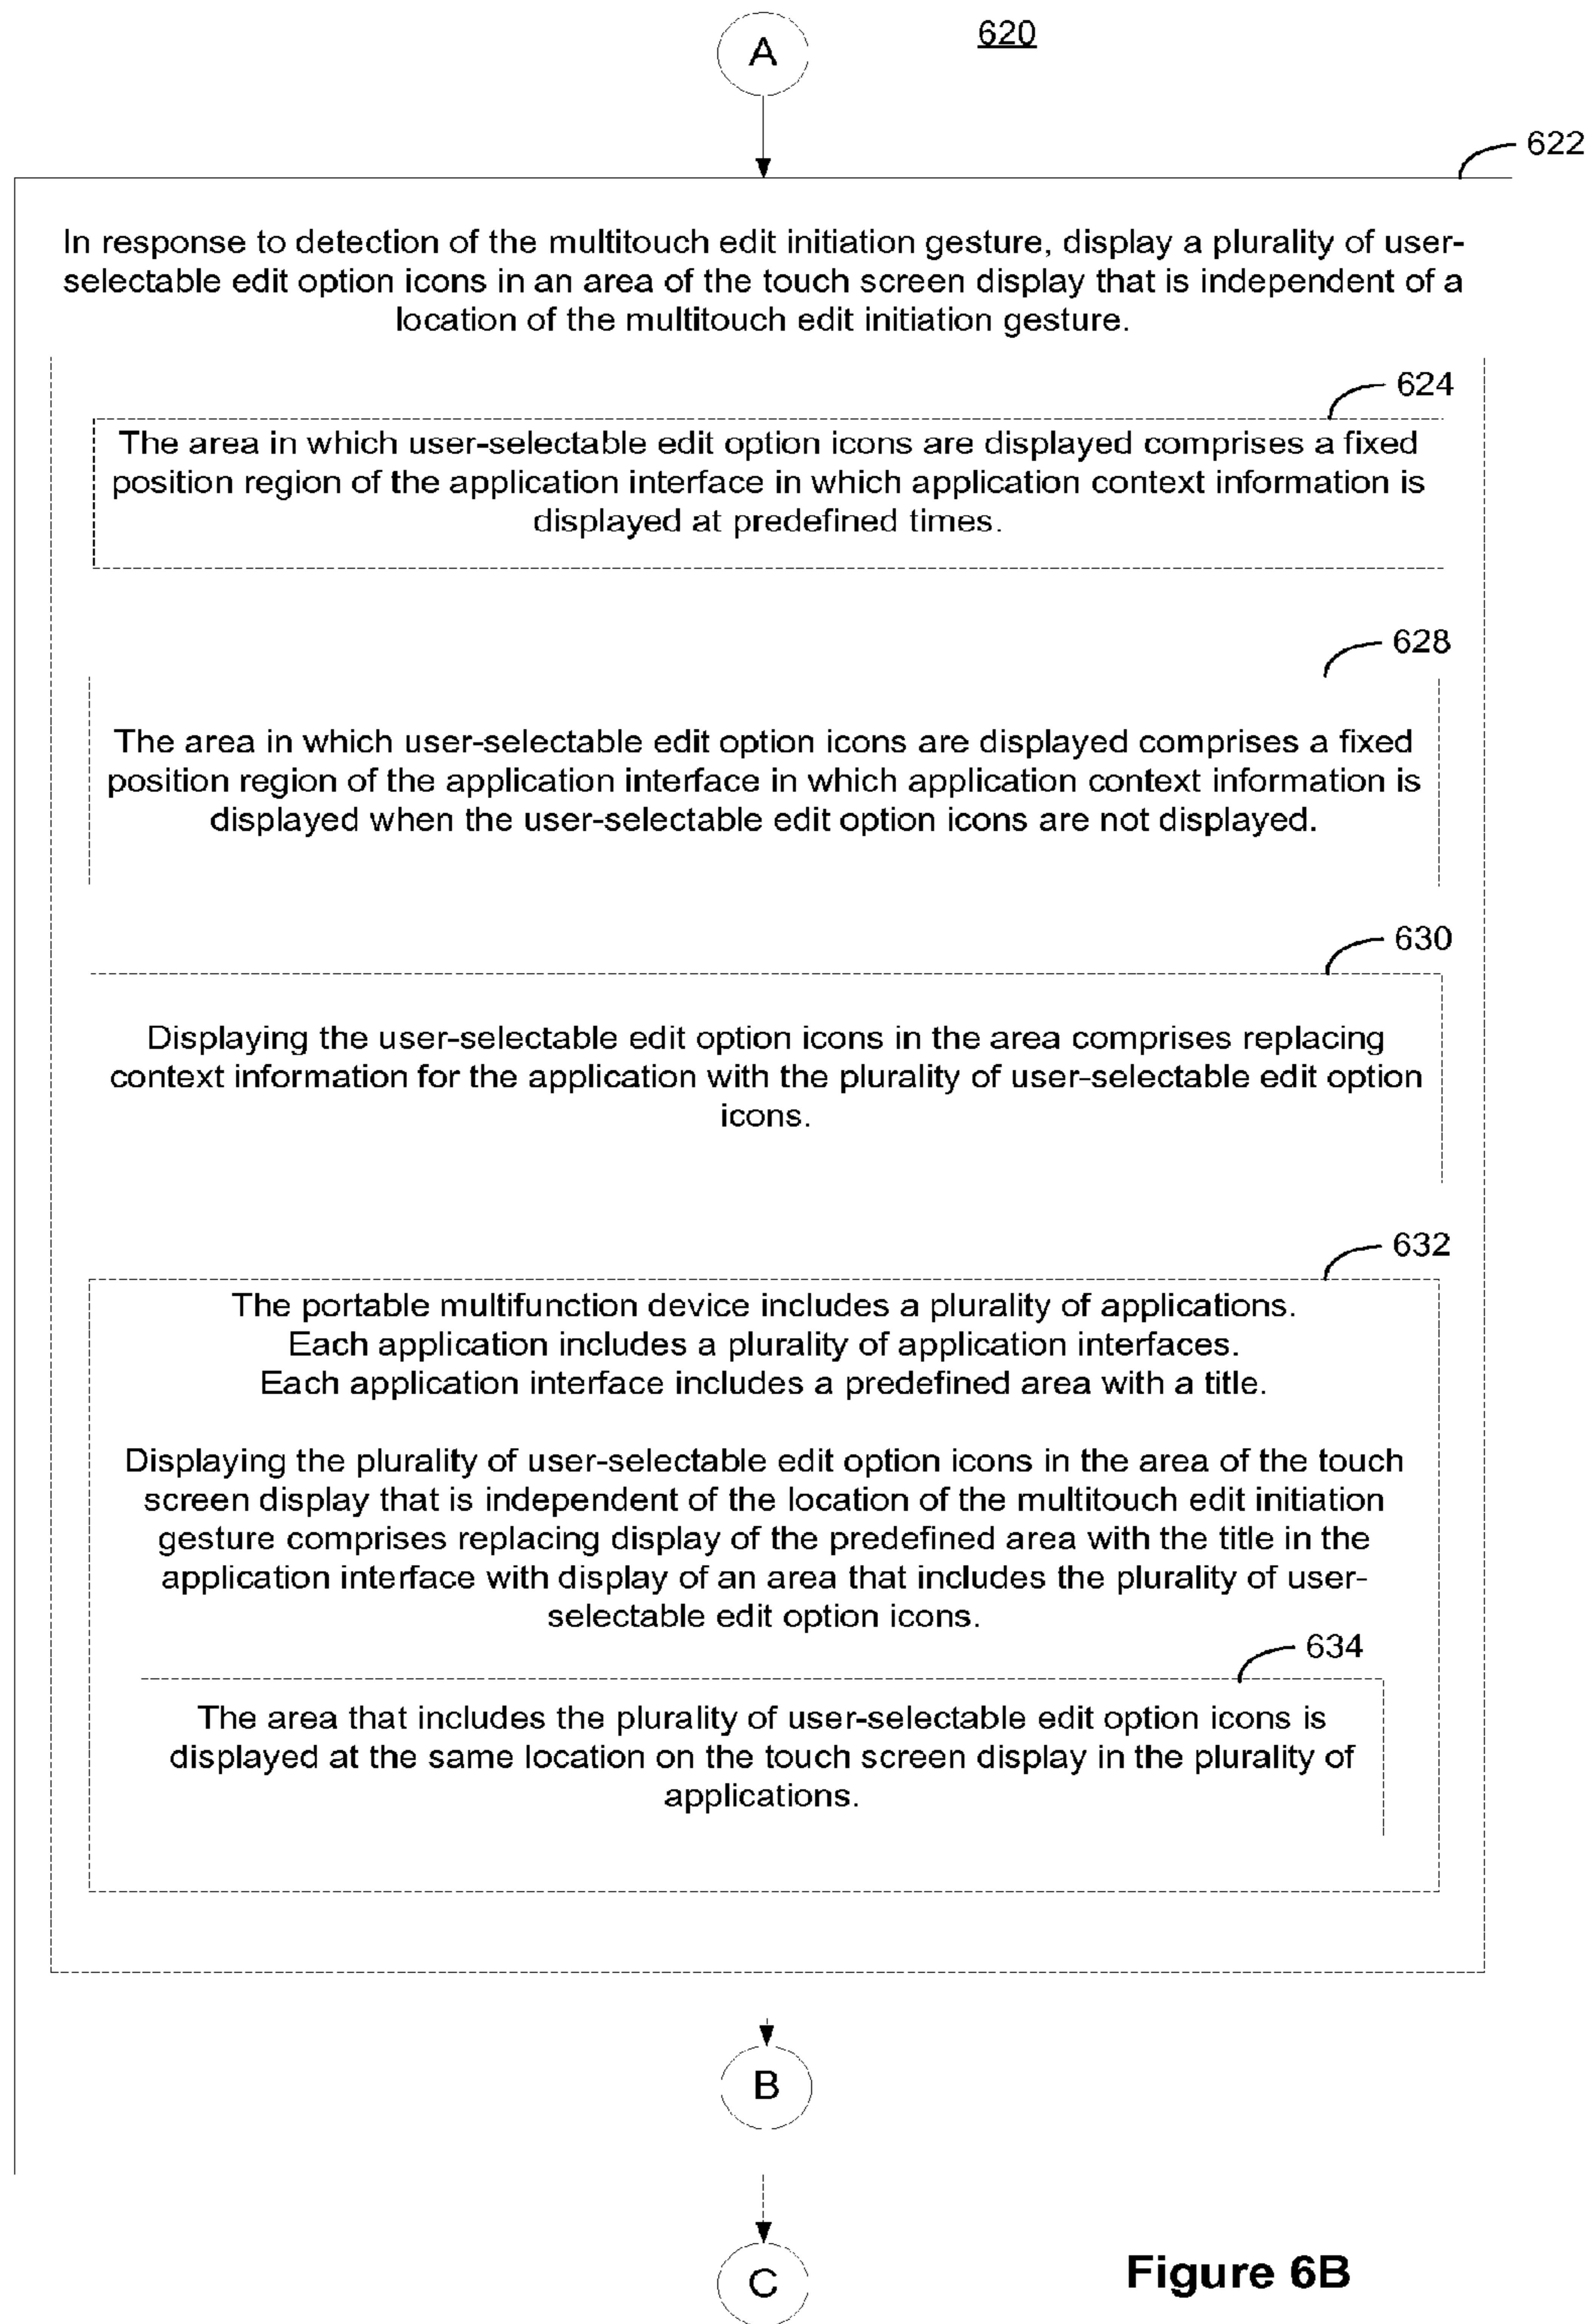 A
620
622
In response to detection of the multitouch edit initiation gesture, display a plurality of user-
selectable edit option icons in an area of the touch screen display that is independent of a
location of the multitouch edit initiation gesture.
624
The area in which user-selectable edit option icons are displayed comprises a fixed
position region of the application interface in which application context information is
displayed at predefined times.
628
The area in which user-selectable edit option icons are displayed comprises a fixed
position region of the application interface in which application context information is
displayed when the user-selectable edit option icons are not displayed.
630
Displaying the user-selectable edit option icons in the area comprises replacing
context information for the application with the plurality of user-selectable edit option
icons.
632
The portable multifunction device includes a plurality of applications.
Each application includes a plurality of application interfaces.
Each application interface includes a predefined area with a title.
Displaying the plurality of user-selectable edit option icons in the area of the touch
screen display that is independent of the location of the multitouch edit initiation
gesture comprises replacing display of the predefined area with the title in the
application interface with display of an area that includes the plurality of user-
selectable edit option icons.
634
The area that includes the plurality of user-selectable edit option icons is
displayed at the same location on the touch screen display in the plurality of
applications.
B
C
Figure 6B